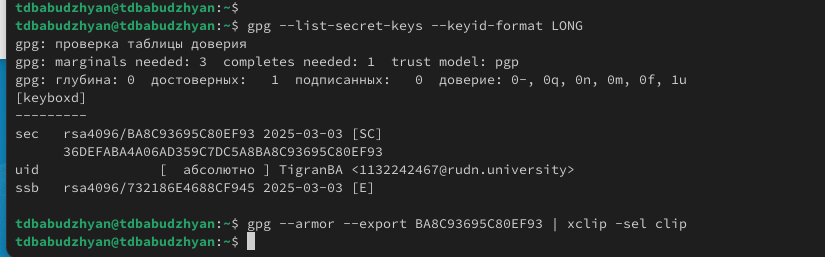 tdbabudzhyan@tdbabudzhyan:~$
tdbabudzhyan@tdbabudzhyan:~$ gpg --list-secret-keys --keyid-format LONG
gpg: проверка таблицы доверия
gpg: marginals needed: 3  completes needed: 1  trust model: pgp
gpg: глубина: 0  достоверных:   1  подписанных:   0  доверие: 0-, 0q, 0n, 0m, 0f, 1u
[keyboxd]
---------
sec   rsa4096/BA8C93695C80EF93 2025-03-03 [SC]
      36DEFABA4A06AD359C7DC5A8BA8C93695C80EF93
uid              [  абсолютно ] TigranBA <1132242467@rudn.university>
ssb   rsa4096/732186E4688CF945 2025-03-03 [E]
tdbabudzhyan@tdbabudzhyan:~$ gpg --armor --export BA8C93695C80EF93 | xclip -sel clip
tdbabudzhyan@tdbabudzhyan:~$